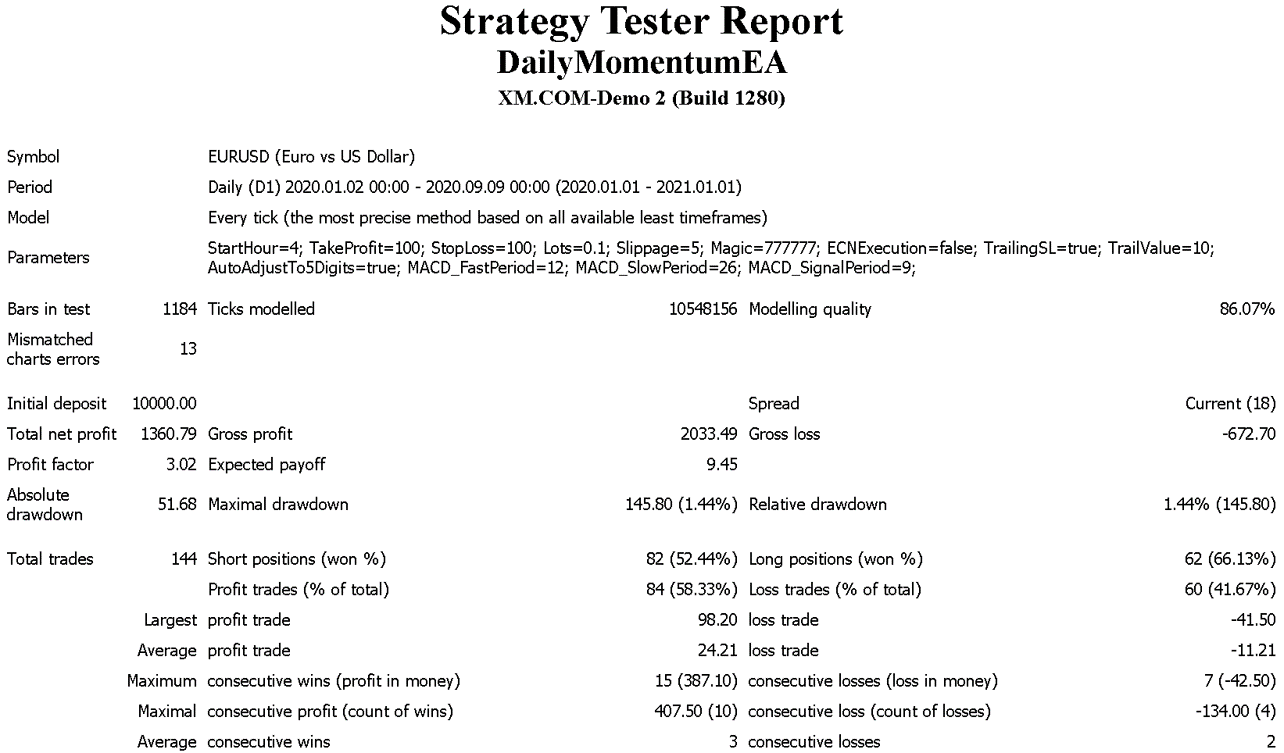 Strategy Tester Report
DailyMomentumEA
XM.COM-Demo 2 (Build 1280)
Symbol EURUSD (Euro vs US Dollar)
Period Daily (D1) 2020.01.02 00:00 - 2020.09.09 00:00 (2020.01.01 - 2021.01.01)
Model Every tick (the most precise method based on all available least timeframes)
Parameters StartHour=4; TakeProfit=100; StopLoss=100; Lots=0.1; Slippage=5; Magic=777777; ECNExecution=false; TrailingSL=true; TrailValue=10;
AutoAdjustTo5Digits=true; MACD_FastPeriod=12; MACD_SlowPeriod=26; MACD_SignalPeriod=9;
Bars in test 1184 Ticks modelled 10548156 Modelling quality 86.07%
Mismatched
charts errors 13
Initial deposit 10000.00 Spread Current (18)
Total net profit 1360.79 Gross profit 2033.49 Gross loss -672.70
Profit factor 3.02 Expected payoff 9.45
Absolute
drawdown 51.68 Maximal drawdown 145.80 (1.44%) Relative drawdown 1.44% (145.80)
Total trades 144 Short positions (won %) 82 (52.44%) Long positions (won %) 62 (66.13%)
Profit trades (% of total) 84 (58.33%) Loss trades (% of total) 60 (41.67%)
Largest profit trade 98.20 loss trade -41.50
Average profit trade 24.21 loss trade -11.21
Maximum consecutive wins (profit in money) 15 (387.10) consecutive losses (loss in money) 7 (-42.50)
Maximal consecutive profit (count of wins) 407.50 (10) consecutive loss (count of losses) -134.00 (4)
Average consecutive wins 3 consecutive losses 2